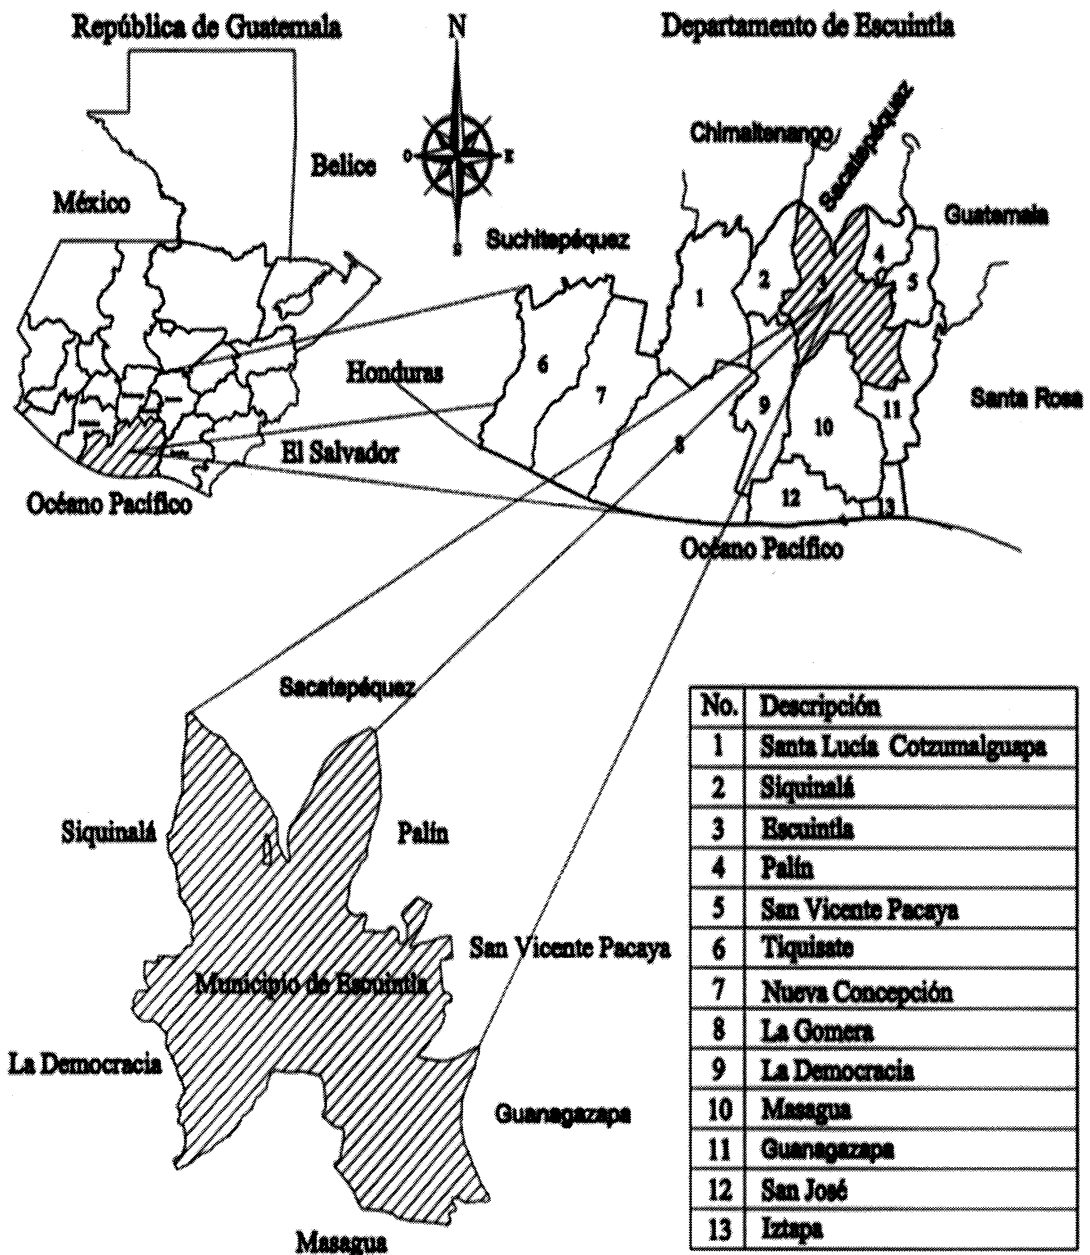 República de Guatemala
N
Departamento de Escuintla
Chimaltenango
Sacatepéquez
Belice
O
E
México
Guatemala
S
Suchitepéquez
4
2
3
5
1
6
Honduras
7
Santa Rosa
9
11
10
8
El Salvador
12
13
Océano Pacífico
Océano Pacífico
Sacatepéquez
Siquinalá
Palín
San Vicente Pacaya
Municipio de Escuintla
La Democracia
Guanagazapa
Masagua
No. Descripción
1 Santa Lucía Cotzumalguapa
2 Siquinalá
3 Escuintla
4 Palín
5 San Vicente Pacaya
6 Tiquisate
7 Nueva Concepción
8 La Gomera
9 La Democracia
10 Masagua
11 Guanagazapa
12 San José
13 Iztapa